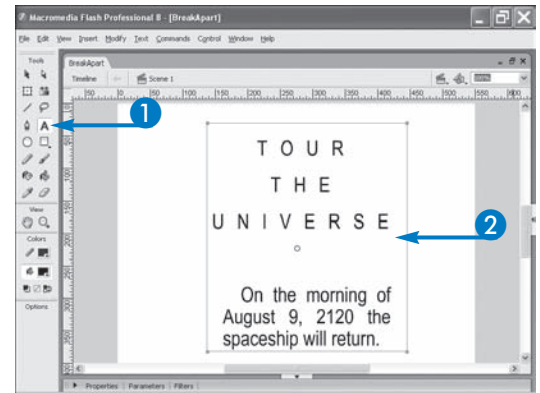 Macromedia Flash Professional 8 - [BreakApart]
File Edit View Insert Modify Text Commands Control Window Help
Tools
BreakApart
Timeline Scene 1 100%
1
A
T O U R
T H E
U N I V E R S E
2
On the morning of
August 9, 2120 the
spaceship will return.
View
Colors
Options
Properties Parameters Filters